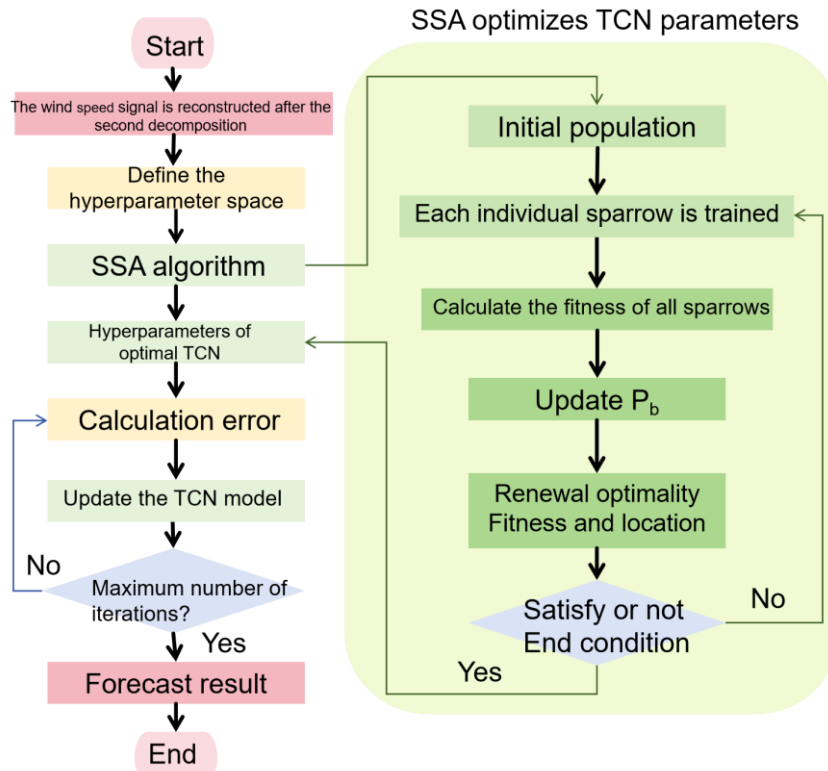 SSA optimizes TCN parameters
Start
The wind speed signal is reconstructed after the
second decomposition
Define the
hyperparameter space
SSA algorithm
Hyperparameters of
optimal TCN
Calculation error
Update the TCN model
No
Maximum number of
iterations?
Yes
Forecast result
End
Initial population
Each individual sparrow is trained
Calculate the fitness of all sparrows
Update P_b
Renewal optimality
Fitness and location
Satisfy or not
End condition
No
Yes